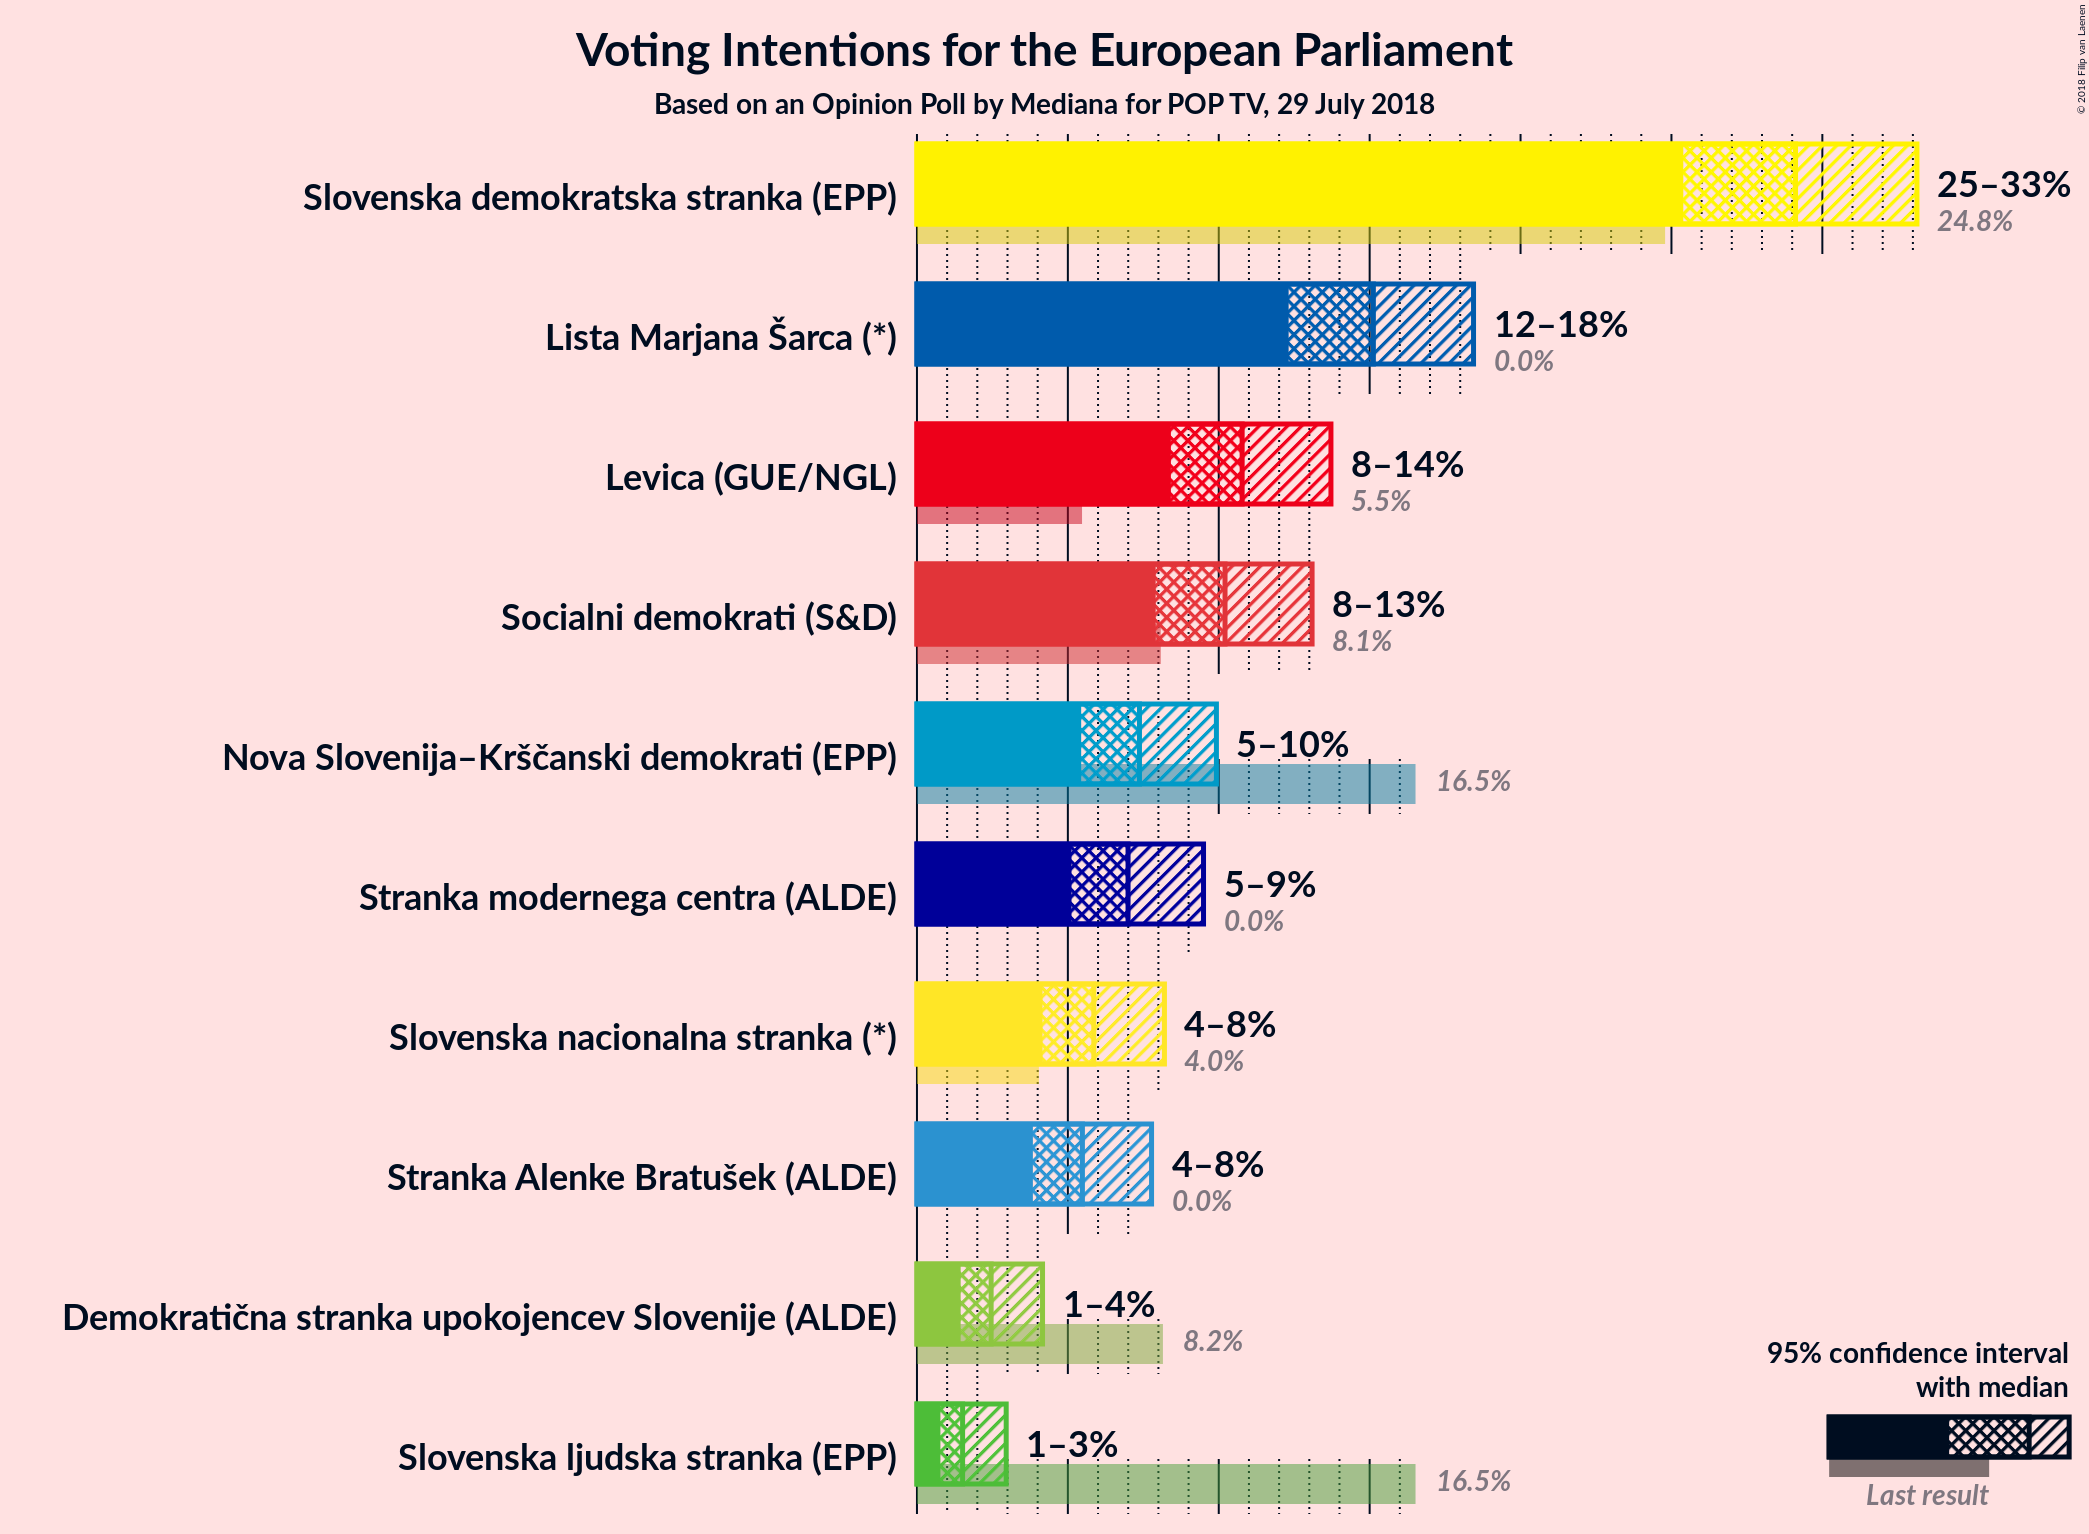 Voting Intentions for the European Parliament
Based on an Opinion Poll by Mediana for POP TV, 29 July 2018
© 2018 Filip van Laenen
Slovenska demokratska stranka (EPP)
25–33%
24.8%
Lista Marjana Šarca (*)
12–18%
0.0%
Levica (GUE/NGL)
8–14%
5.5%
Socialni demokrati (S&D)
8–13%
8.1%
Nova Slovenija–Krščanski demokrati (EPP)
5–10%
16.5%
Stranka modernega centra (ALDE)
5–9%
0.0%
Slovenska nacionalna stranka (*)
4–8%
4.0%
Stranka Alenke Bratušek (ALDE)
4–8%
0.0%
Demokratična stranka upokojencev Slovenije (ALDE)
1–4%
8.2%
Slovenska ljudska stranka (EPP)
1–3%
16.5%
95% confidence interval
with median
Last result